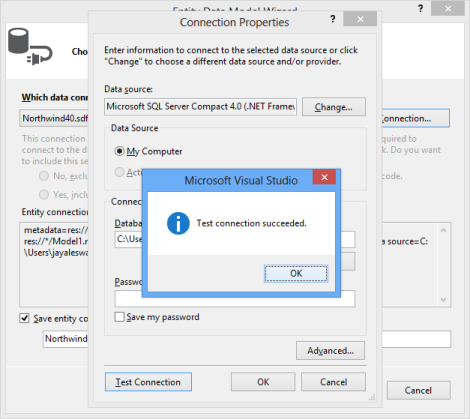 Entity Data Model Wizard
?
Connection Properties
?
Cho
Enter information to connect to the selected data source or click
"Change" to choose a different data source and/or provider.
Data source:
Microsoft SQL Server Compact 4.0 (.NET Framew
Change...
Which data conn
Northwind40.sdf
Connection...
Data Source
My Computer
This connection
connect to the da
to include this se
quired to
k. Do you want
No, exclu
code.
Yes, inclu
Microsoft Visual Studio
Test connection succeeded.
OK
Connec
Databa
C:\Use
Entity connection
metadata=res://
res://*/Model1.r
\Users\jayaleswa
a source=C:
Passwo
Save my password
Save entity co
Northwind
Advanced...
Test Connection
OK
Cancel
Cancel